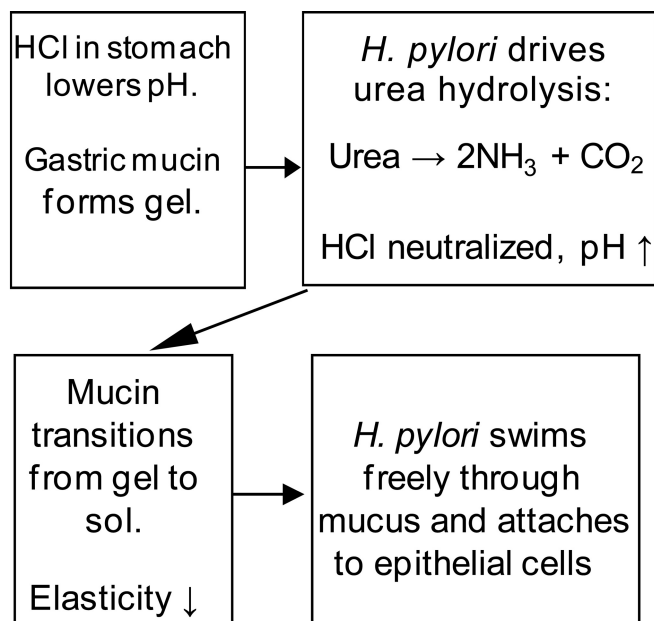 HCl in stomach
lowers pH.
Gastric mucin
forms gel.
H. pylori drives
urea hydrolysis:
Urea → 2NH₃ + CO₂
HCl neutralized, pH ↑
Mucin
transitions
from gel to
sol.
Elasticity ↓
H. pylori swims
freely through
mucus and attaches
to epithelial cells